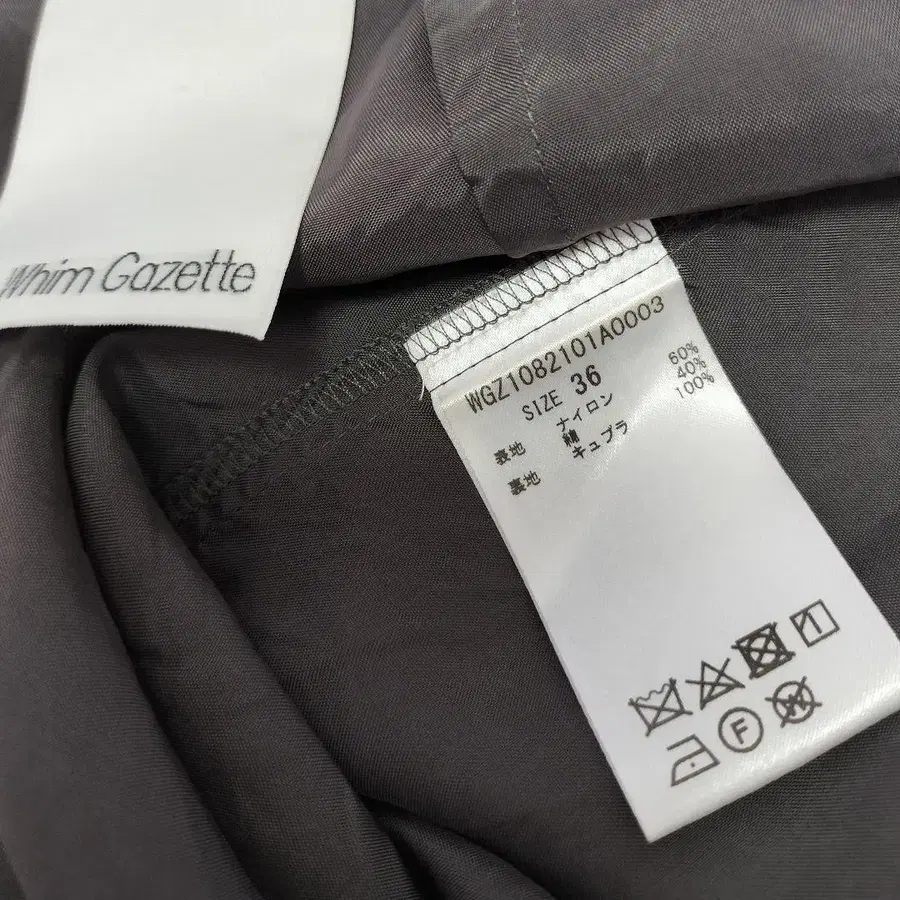 Whim Gazette
WGZ1082101A0003
SIZE 36
表地 ナイロン 60%
綿 40%
裏地 キュプラ 100%
F
W